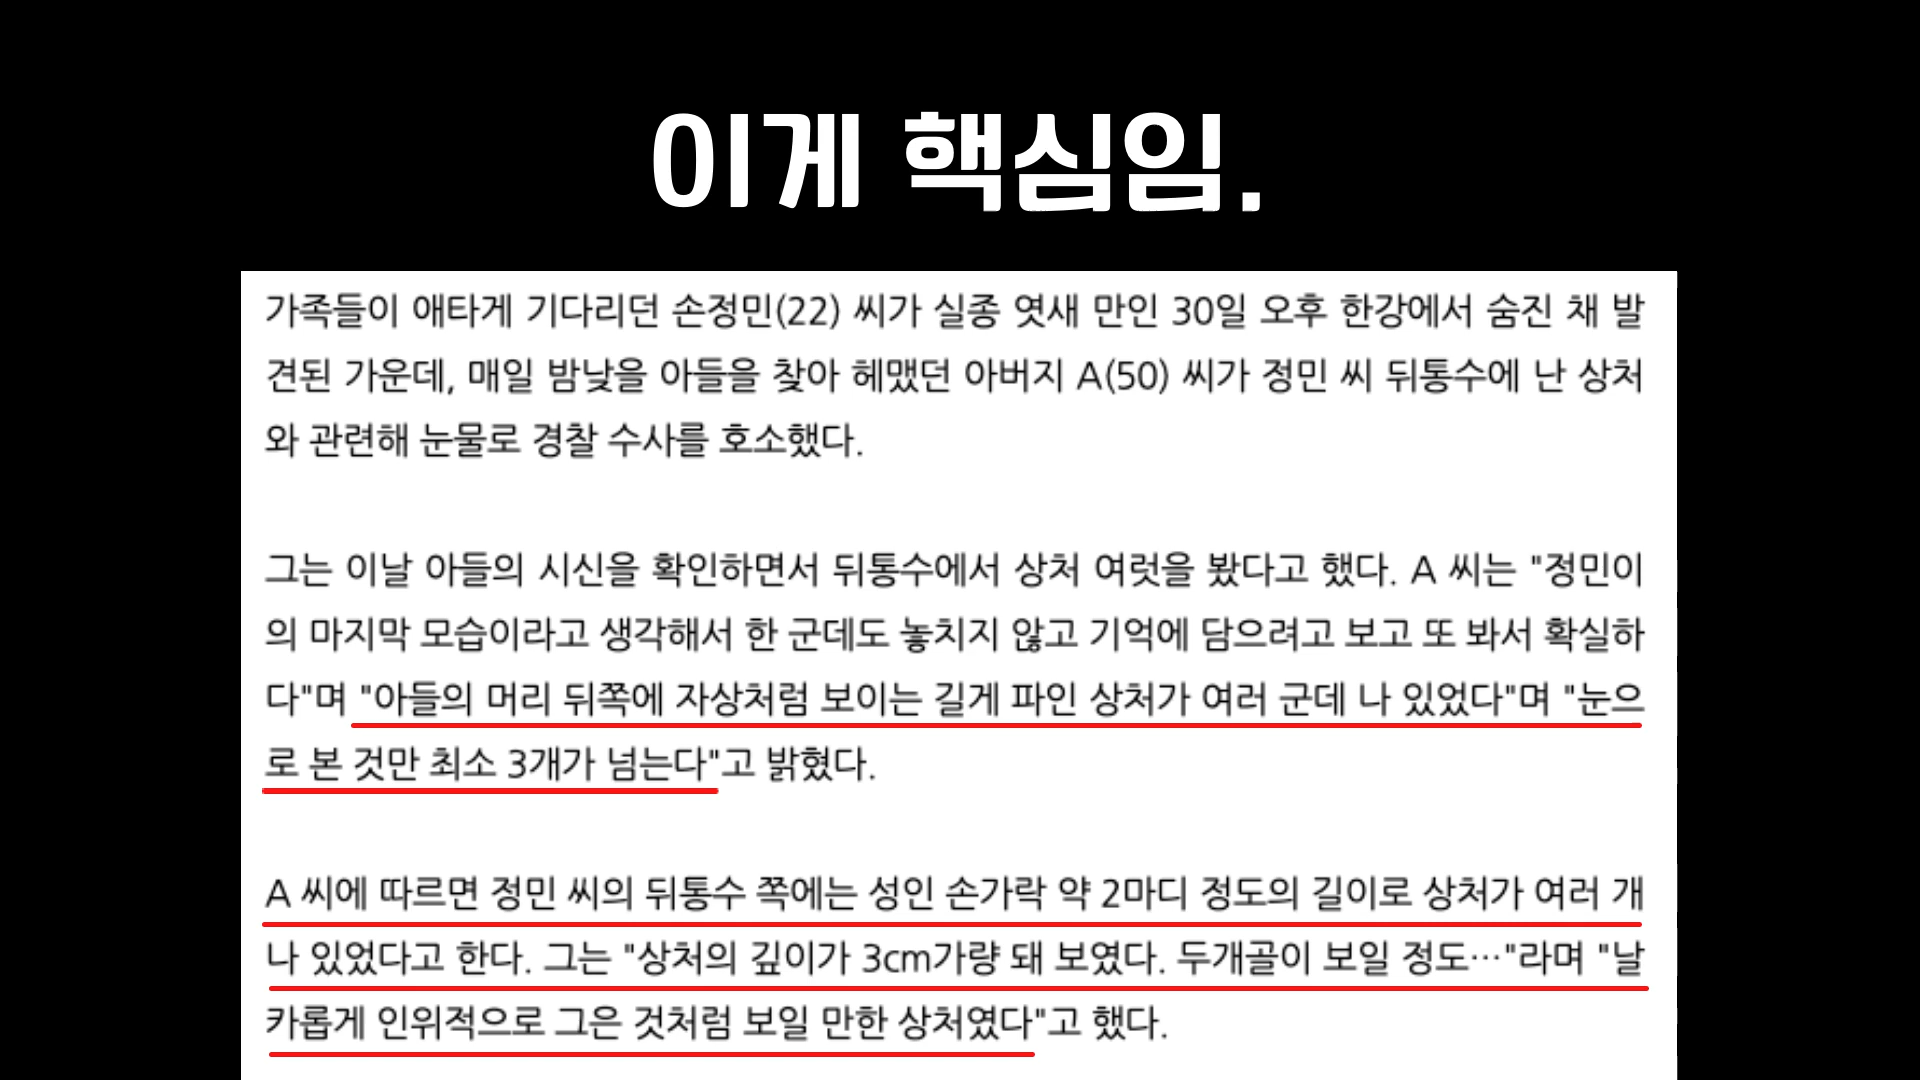 이게 핵심임.
가족들이 애타게 기다리던 손정민(22) 씨가 실종 엿새 만인 30일 오후 한강에서 숨진 채 발
견된 가운데, 매일 밤낮을 아들을 찾아 헤맸던 아버지 A(50) 씨가 정민 씨 뒤통수에 난 상처
와 관련해 눈물로 경찰 수사를 호소했다.
그는 이날 아들의 시신을 확인하면서 뒤통수에서 상처 여럿을 봤다고 했다. A 씨는 "정민이
의 마지막 모습이라고 생각해서 한 군데도 놓치지 않고 기억에 담으려고 보고 또 봐서 확실하
다"며 "아들의 머리 뒤쪽에 자상처럼 보이는 길게 파인 상처가 여러 군데 나 있었다"며 "눈으
로 본 것만 최소 3개가 넘는다"고 밝혔다.
A 씨에 따르면 정민 씨의 뒤통수 쪽에는 성인 손가락 약 2마디 정도의 길이로 상처가 여러 개
나 있었다고 한다. 그는 "상처의 깊이가 3cm가량 돼 보였다. 두개골이 보일 정도…"라며 "날
카롭게 인위적으로 그은 것처럼 보일 만한 상처였다"고 했다.